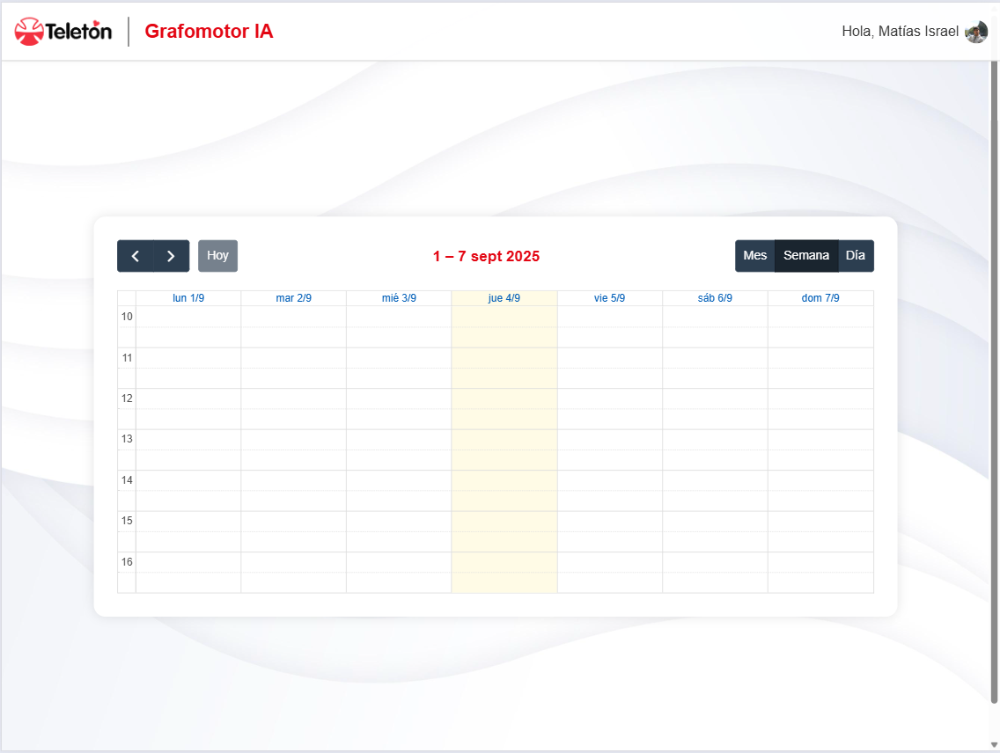 Teletón
Grafomotor IA
Hola, Matías Israel
Hoy
1 – 7 sept 2025
Mes Semana Día
lun 1/9 mar 2/9 mié 3/9 jue 4/9 vie 5/9 sáb 6/9 dom 7/9
10
11
12
13
14
15
16